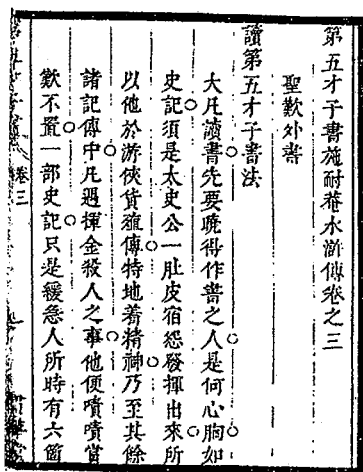 第五才子書施耐菴水滸傳卷之三
聖歎外書
讀第五才子書法
大凡讀書先要曉得作書之人是何心胸如
史記須是太史公一肚皮宿怨發揮出來所
以他於游俠貨殖傳特地着精神乃至其餘
諸記傳中凡遇揮金殺人之事他便嘖嘖賞
歎不置一部史記只是緩急人所時有六箇
卷三